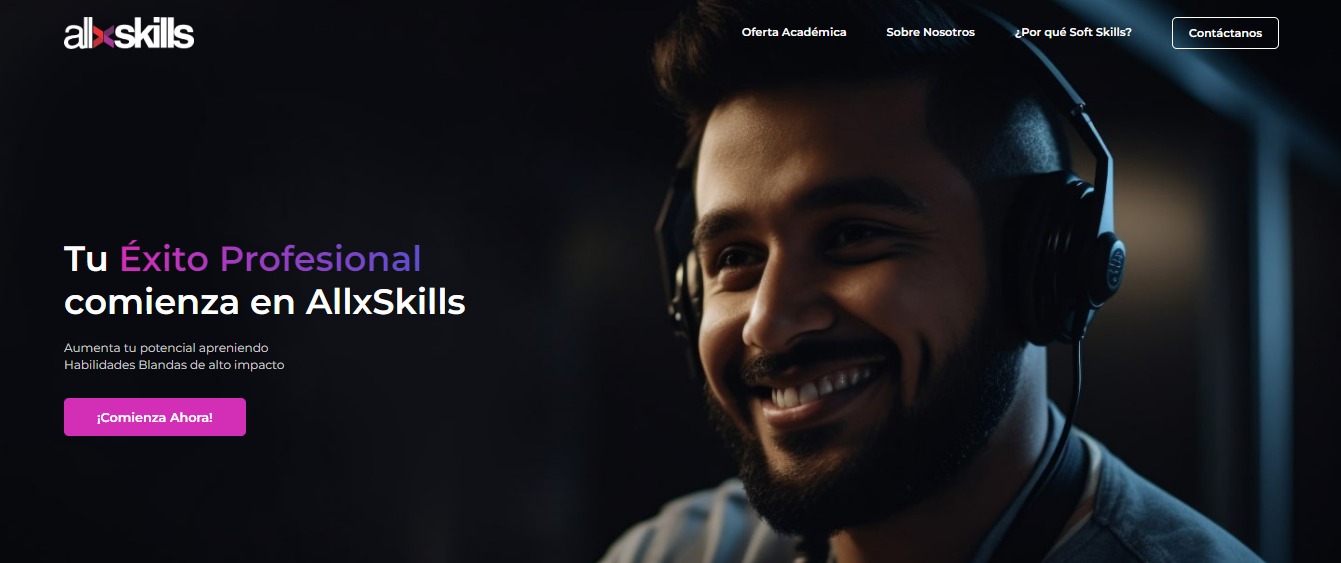 allxskills
Oferta Académica
Sobre Nosotros
¿Por qué Soft Skills?
Contáctanos
Tu Éxito Profesional
comienza en AllxSkills
Aumenta tu potencial apreniendo
Habilidades Blandas de alto impacto
¡Comienza Ahora!